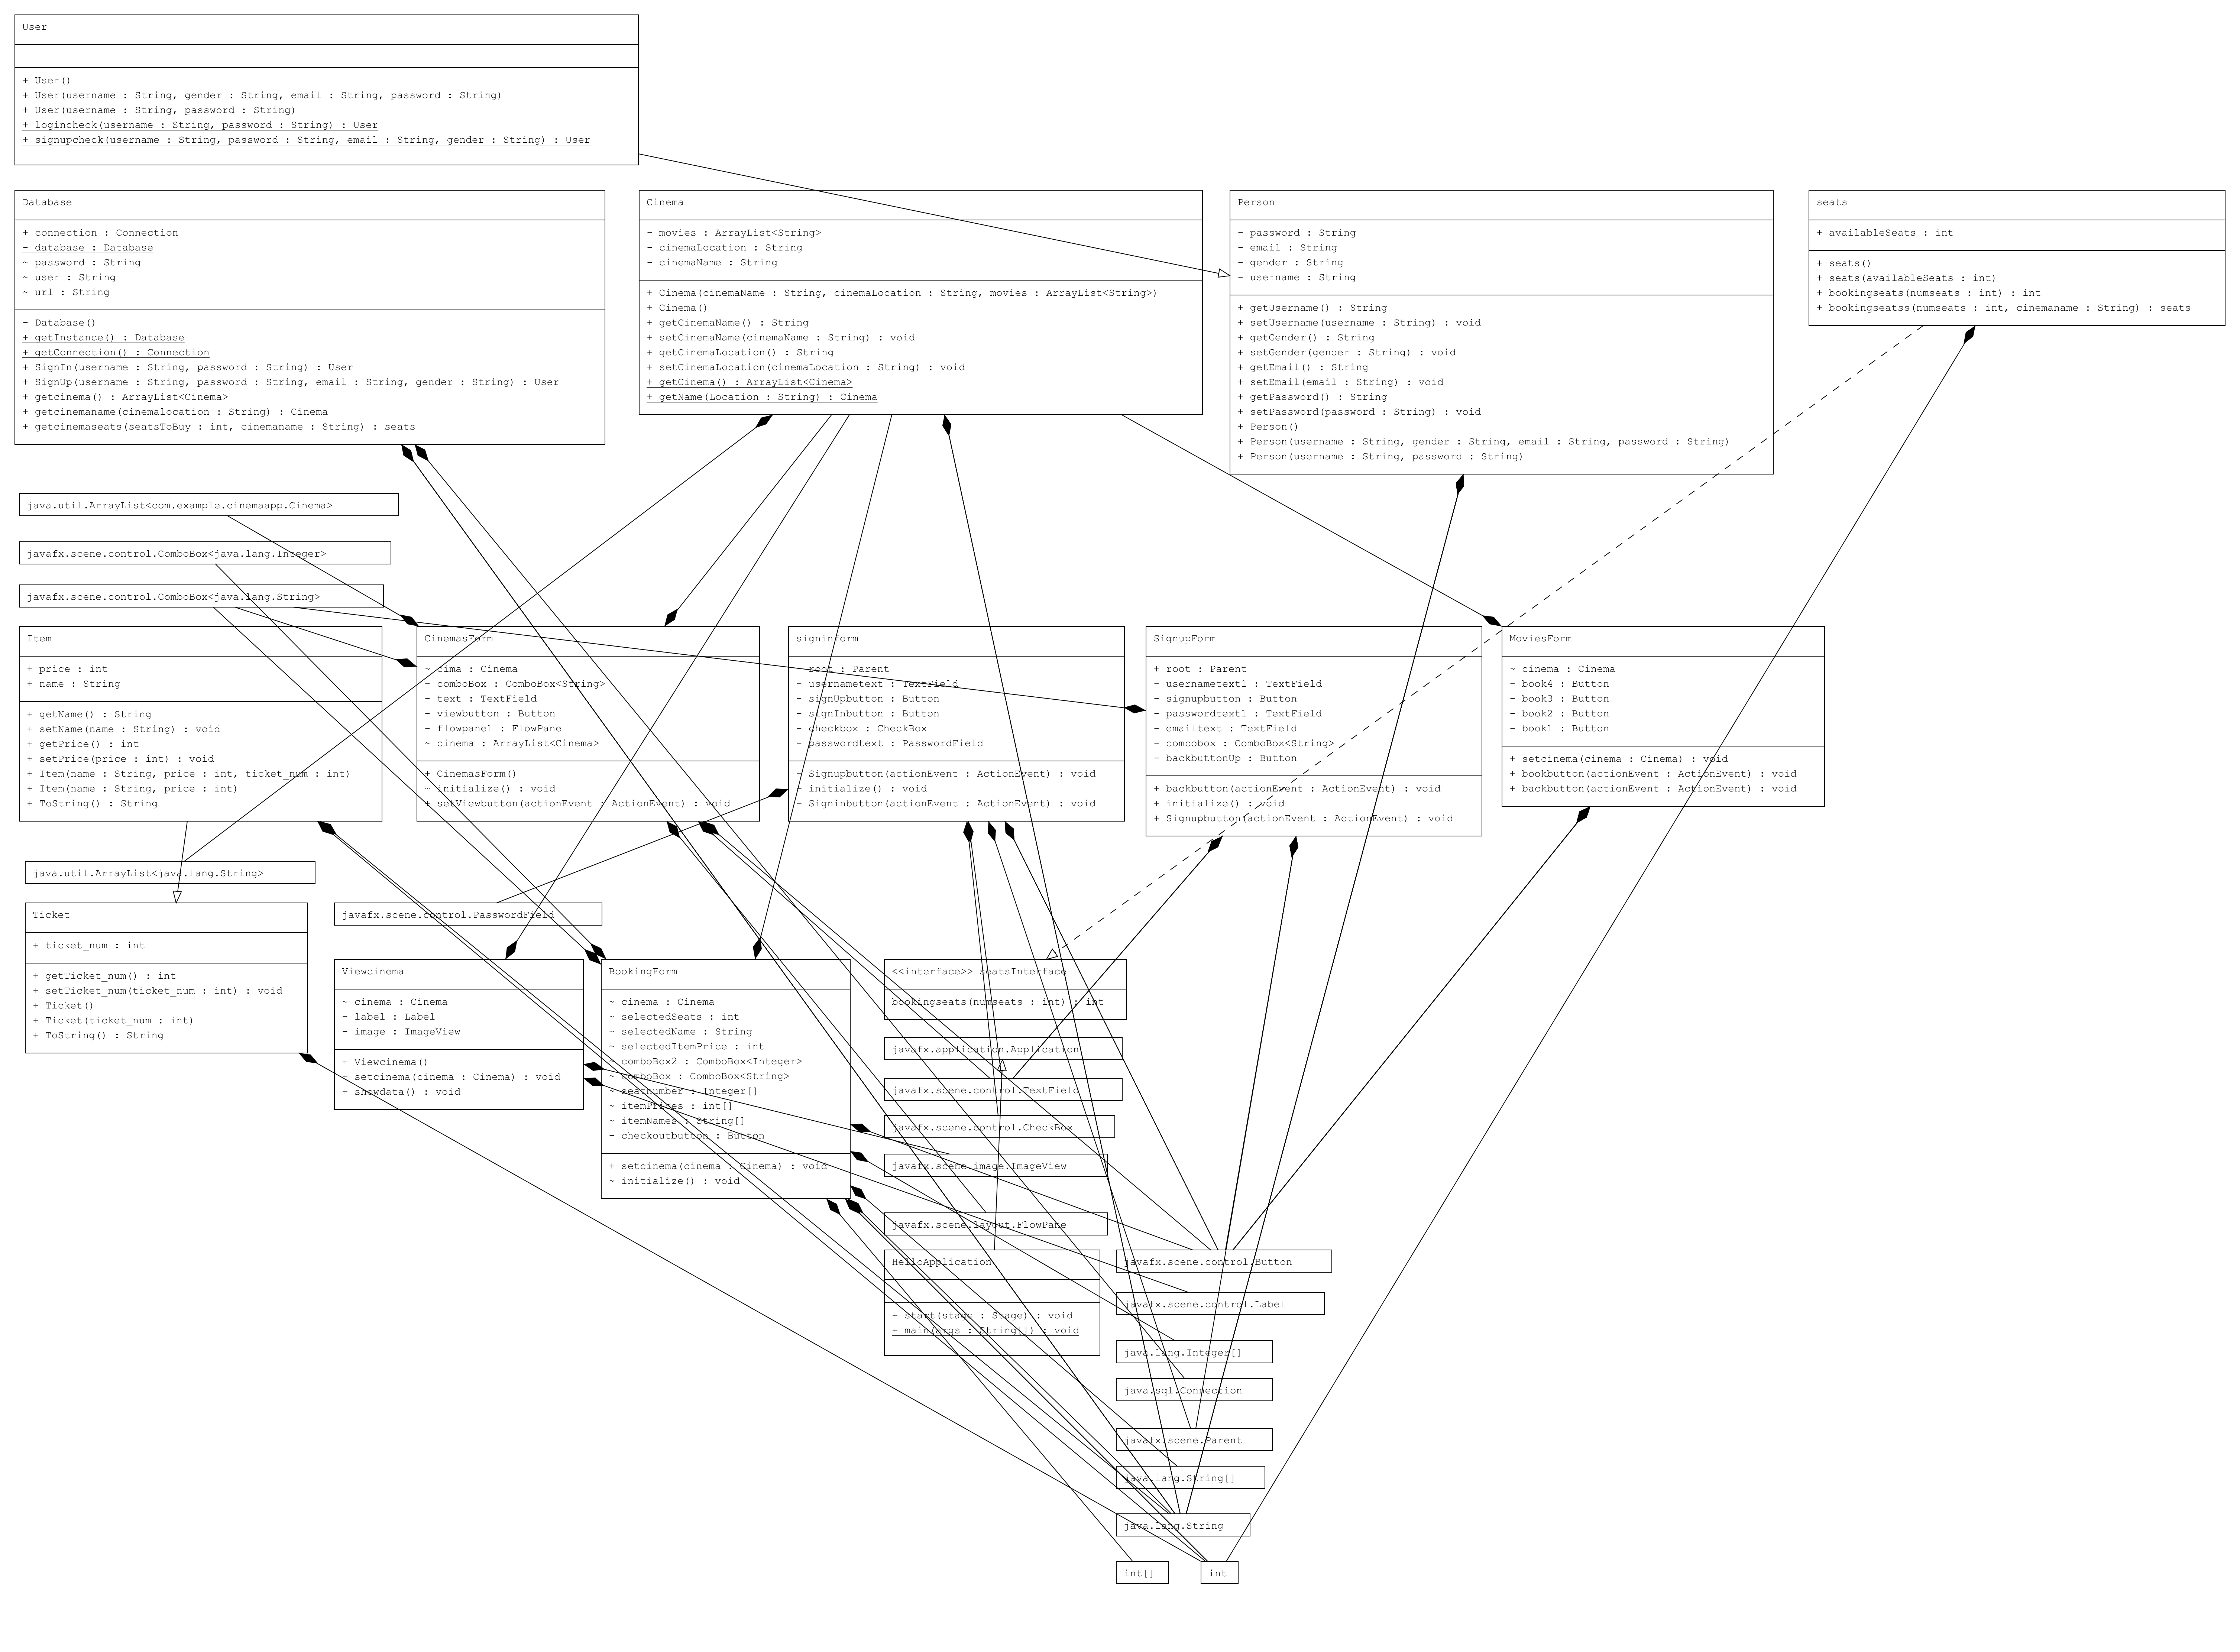 User
+ User()
+ User(username : String, gender : String, email : String, password : String)
+ User(username : String, password : String)
+ logincheck(username : String, password : String) : User
+ signupcheck(username : String, password : String, email : String, gender : String) : User
Database
+ connection : Connection
- database : Database
~ password : String
~ user : String
~ url : String
- Database()
+ getInstance() : Database
+ getConnection() : Connection
+ SignIn(username : String, password : String) : User
+ SignUp(username : String, password : String, email : String, gender : String) : User
+ getcinema() : ArrayList<Cinema>
+ getcinemaname(cinemalocation : String) : Cinema
+ getcinemaseats(seatsToBuy : int, cinemaname : String) : seats
Cinema
- movies : ArrayList<String>
- cinemaLocation : String
- cinemaName : String
+ Cinema(cinemaName : String, cinemaLocation : String, movies : ArrayList<String>)
+ Cinema()
+ getCinemaName() : String
+ setCinemaName(cinemaName : String) : void
+ getCinemaLocation() : String
+ setCinemaLocation(cinemaLocation : String) : void
+ getCinema() : ArrayList<Cinema>
+ getName(Location : String) : Cinema
Person
- password : String
- email : String
- gender : String
- username : String
+ getUsername() : String
+ setUsername(username : String) : void
+ getGender() : String
+ setGender(gender : String) : void
+ getEmail() : String
+ setEmail(email : String) : void
+ getPassword() : String
+ setPassword(password : String) : void
+ Person()
+ Person(username : String, gender : String, email : String, password : String)
+ Person(username : String, password : String)
seats
+ availableSeats : int
+ seats()
+ seats(availableSeats : int)
+ bookingseats(numseats : int) : int
+ bookingseatss(numseats : int, cinemaname : String) : seats
java.util.ArrayList<com.example.cinemaapp.Cinema>
javafx.scene.control.ComboBox<java.lang.Integer>
javafx.scene.control.ComboBox<java.lang.String>
Item
+ price : int
+ name : String
+ getName() : String
+ setName(name : String) : void
+ getPrice() : int
+ setPrice(price : int) : void
+ Item(name : String, price : int, ticket_num : int)
+ Item(name : String, price : int)
+ ToString() : String
CinemasForm
~ cima : Cinema
- comboBox : ComboBox<String>
- text : TextField
- viewbutton : Button
- flowpanel : FlowPane
~ cinema : ArrayList<Cinema>
+ CinemasForm()
~ initialize() : void
+ setViewbutton(actionEvent : ActionEvent) : void
signinform
+ root : Parent
- usernametext : TextField
- signUpbutton : Button
- signInbutton : Button
- checkbox : CheckBox
- passwordtext : PasswordField
+ Signupbutton(actionEvent : ActionEvent) : void
+ initialize() : void
+ Signinbutton(actionEvent : ActionEvent) : void
SignupForm
+ root : Parent
- usernametext1 : TextField
- signupbutton : Button
- passwordtext1 : TextField
- emailtext : TextField
- combobox : ComboBox<String>
- backbuttonUp : Button
+ backbutton(actionEvent : ActionEvent) : void
+ initialize() : void
+ Signupbutton(actionEvent : ActionEvent) : void
MoviesForm
~ cinema : Cinema
- book4 : Button
- book3 : Button
- book2 : Button
- book1 : Button
+ setcinema(cinema : Cinema) : void
+ bookbutton(actionEvent : ActionEvent) : void
+ backbutton(actionEvent : ActionEvent) : void
java.util.ArrayList<java.lang.String>
Ticket
+ ticket_num : int
+ getTicket_num() : int
+ setTicket_num(ticket_num : int) : void
+ Ticket()
+ Ticket(ticket_num : int)
+ ToString() : String
javafx.scene.control.PasswordField
Viewcinema
~ cinema : Cinema
- label : Label
- image : ImageView
+ Viewcinema()
+ setcinema(cinema : Cinema) : void
+ showdata() : void
BookingForm
~ cinema : Cinema
~ selectedSeats : int
~ selectedName : String
~ selectedItemPrice : int
~ comboBox2 : ComboBox<Integer>
~ comboBox : ComboBox<String>
~ seatnumber : Integer[]
~ itemPrices : int[]
~ itemNames : String[]
- checkoutbutton : Button
+ setcinema(cinema : Cinema) : void
~ initialize() : void
<<interface>> seatsInterface
bookingseats(numseats : int) : int
javafx.application.Application
javafx.scene.control.TextField
javafx.scene.control.CheckBox
javafx.scene.image.ImageView
javafx.scene.layout.FlowPane
HelloApplication
+ start(stage : Stage) : void
+ main(args : String[]) : void
javafx.scene.control.Button
javafx.scene.control.Label
java.lang.Integer[]
java.sql.Connection
javafx.scene.Parent
java.lang.String[]
java.lang.String
int[]
int